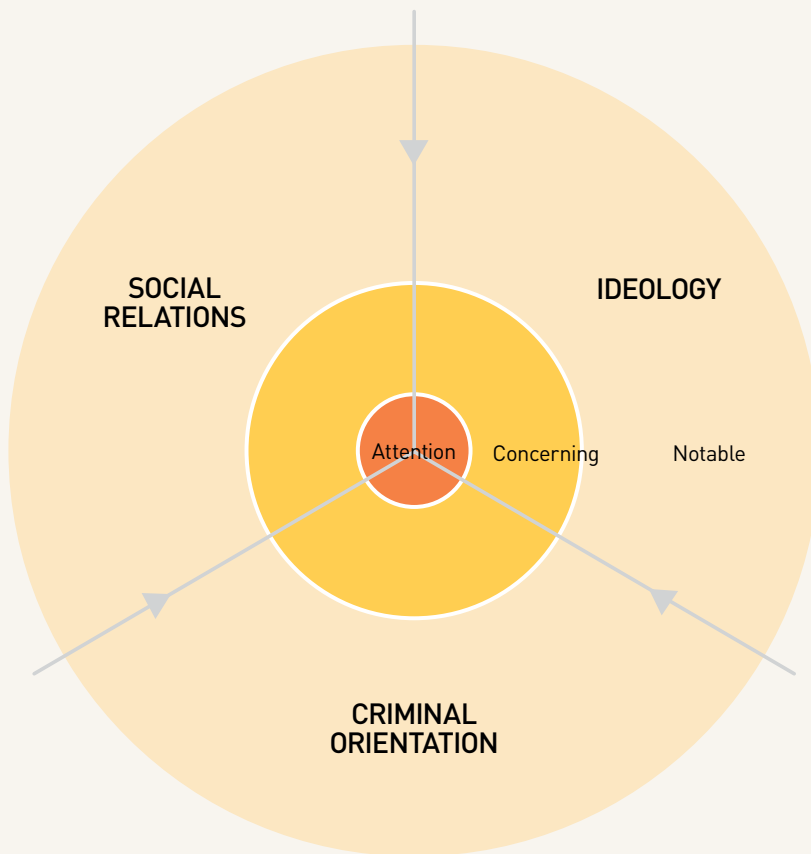 SOCIAL
RELATIONS
IDEOLOGY
Attention
Concerning
Notable
CRIMINAL
ORIENTATION